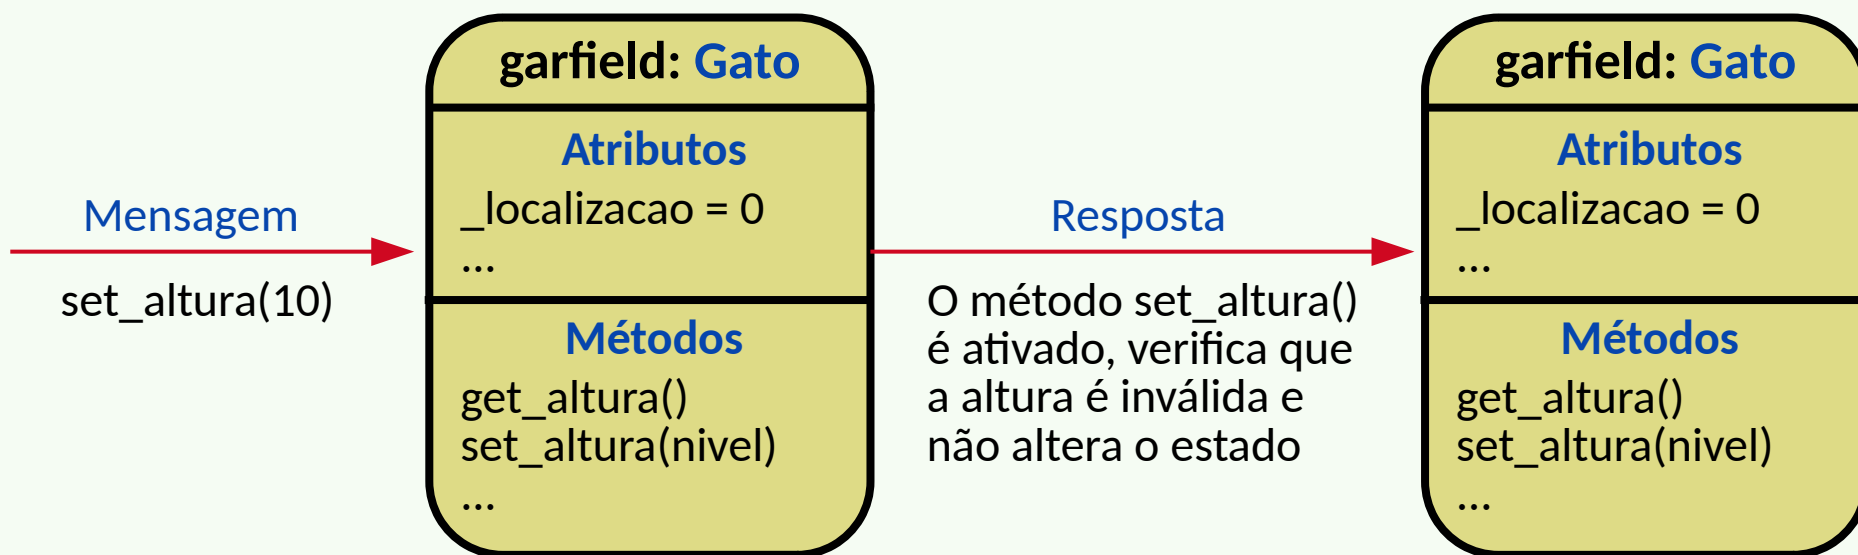 Mensagem
set_altura(10)
garfield: Gato
Atributos
_localizacao = 0
...
Métodos
get_altura()
set_altura(nivel)
...
Resposta
O método set_altura()
é ativado, verifica que
a altura é inválida e
não altera o estado
garfield: Gato
Atributos
_localizacao = 0
...
Métodos
get_altura()
set_altura(nivel)
...